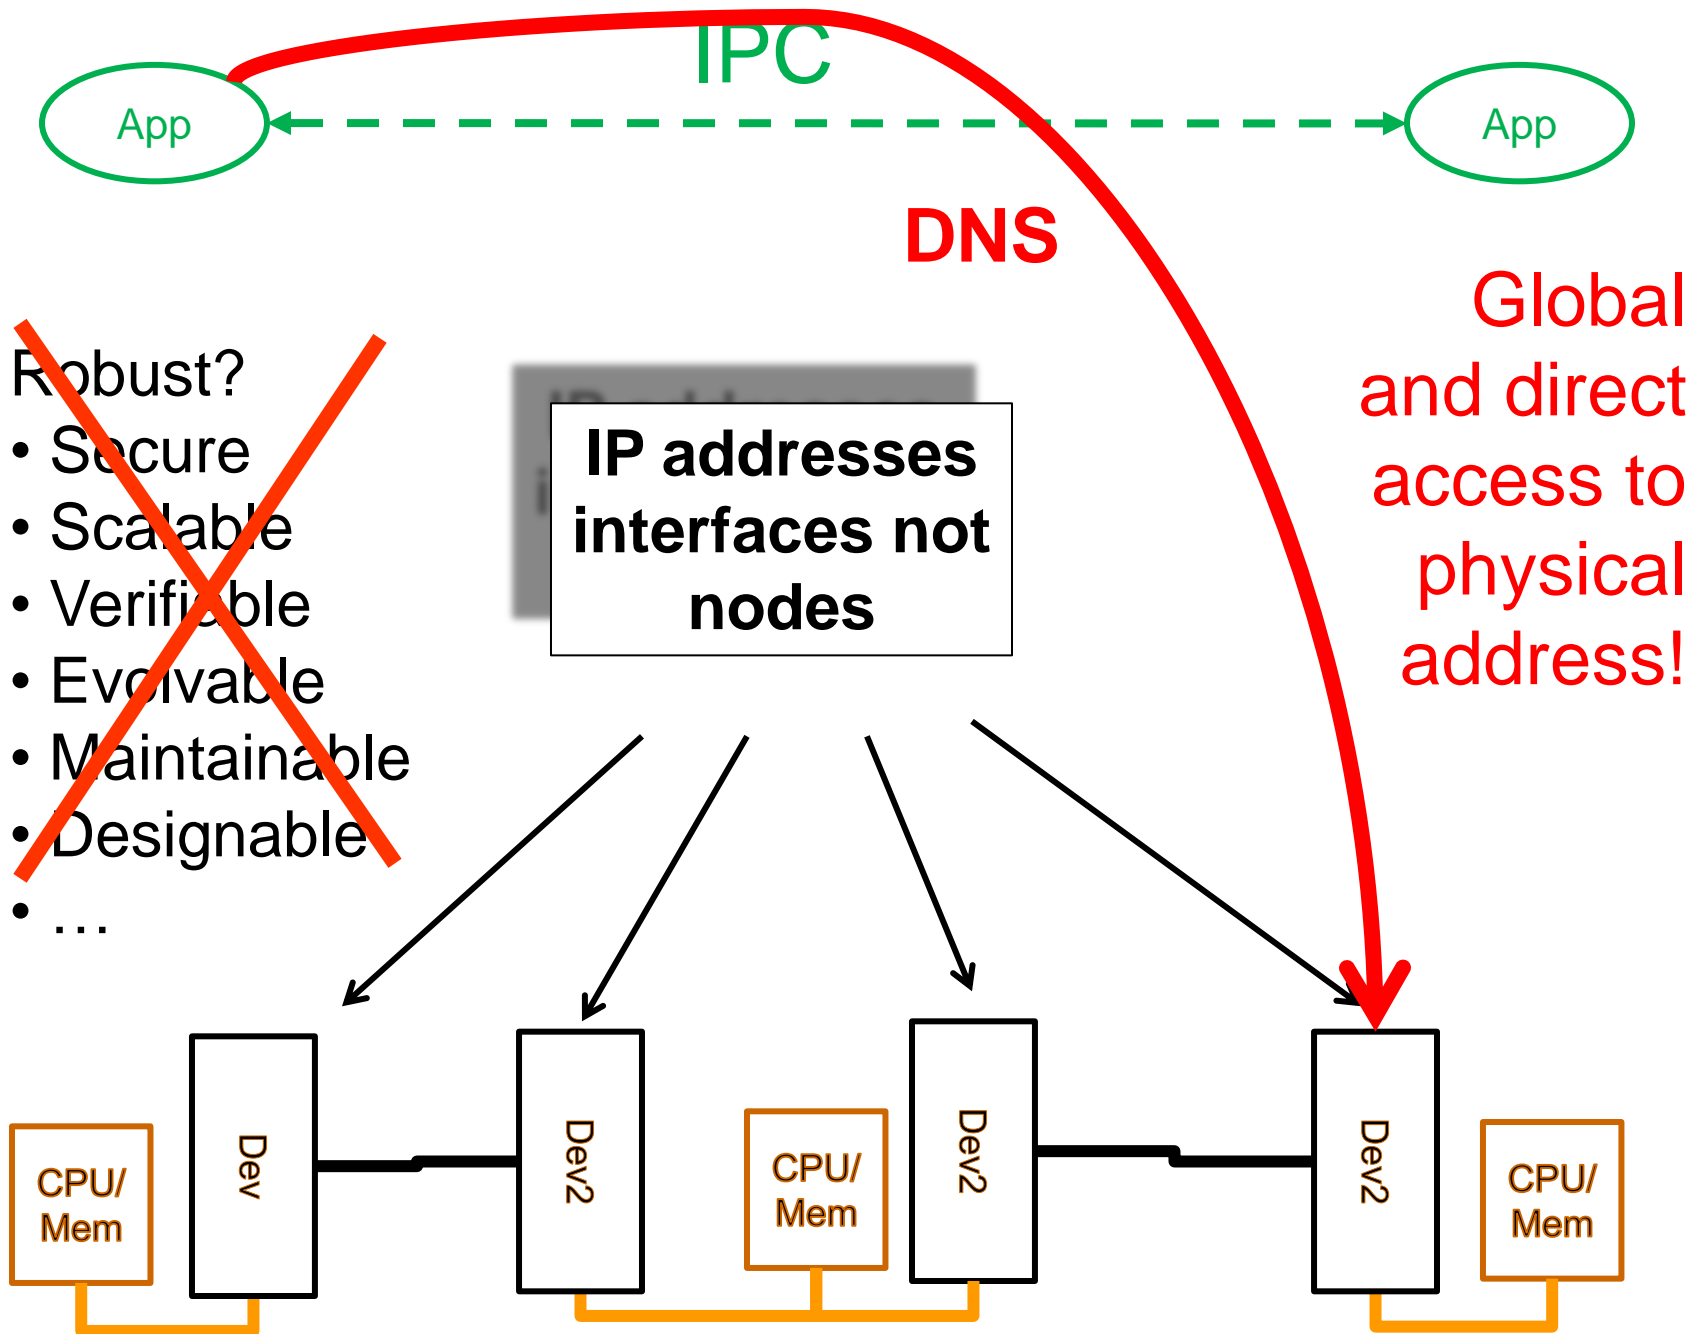 IPC
App
App
DNS
Global
and direct
access to
physical
address!
Robust?
• Secure
• Scalable
• Verifiable
• Evolvable
• Maintainable
• Designable
• …
IP addresses
interfaces not
nodes
CPU/
Mem
Dev
Dev2
CPU/
Mem
Dev2
Dev2
CPU/
Mem